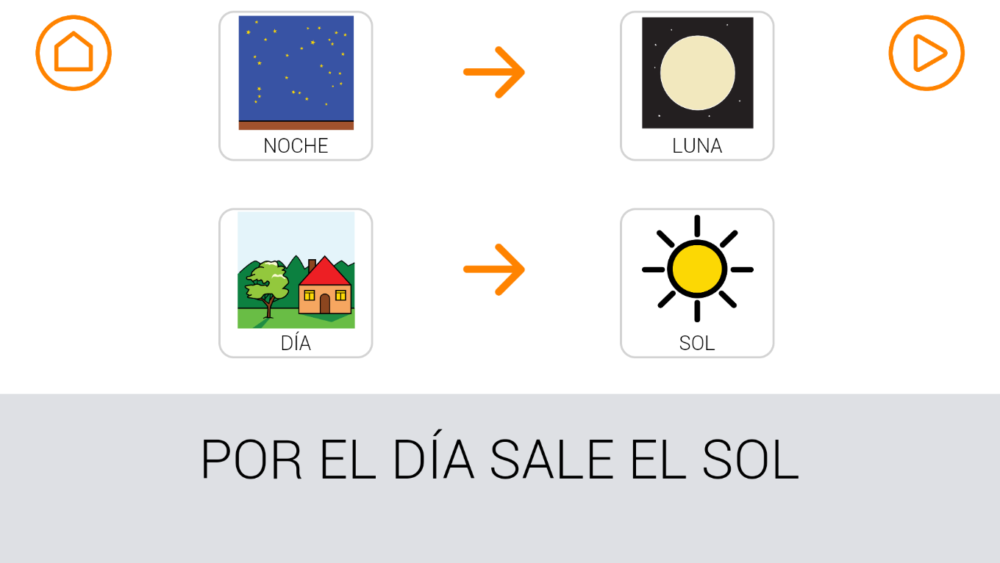 NOCHE
LUNA
DÍA
SOL
POR EL DÍA SALE EL SOL